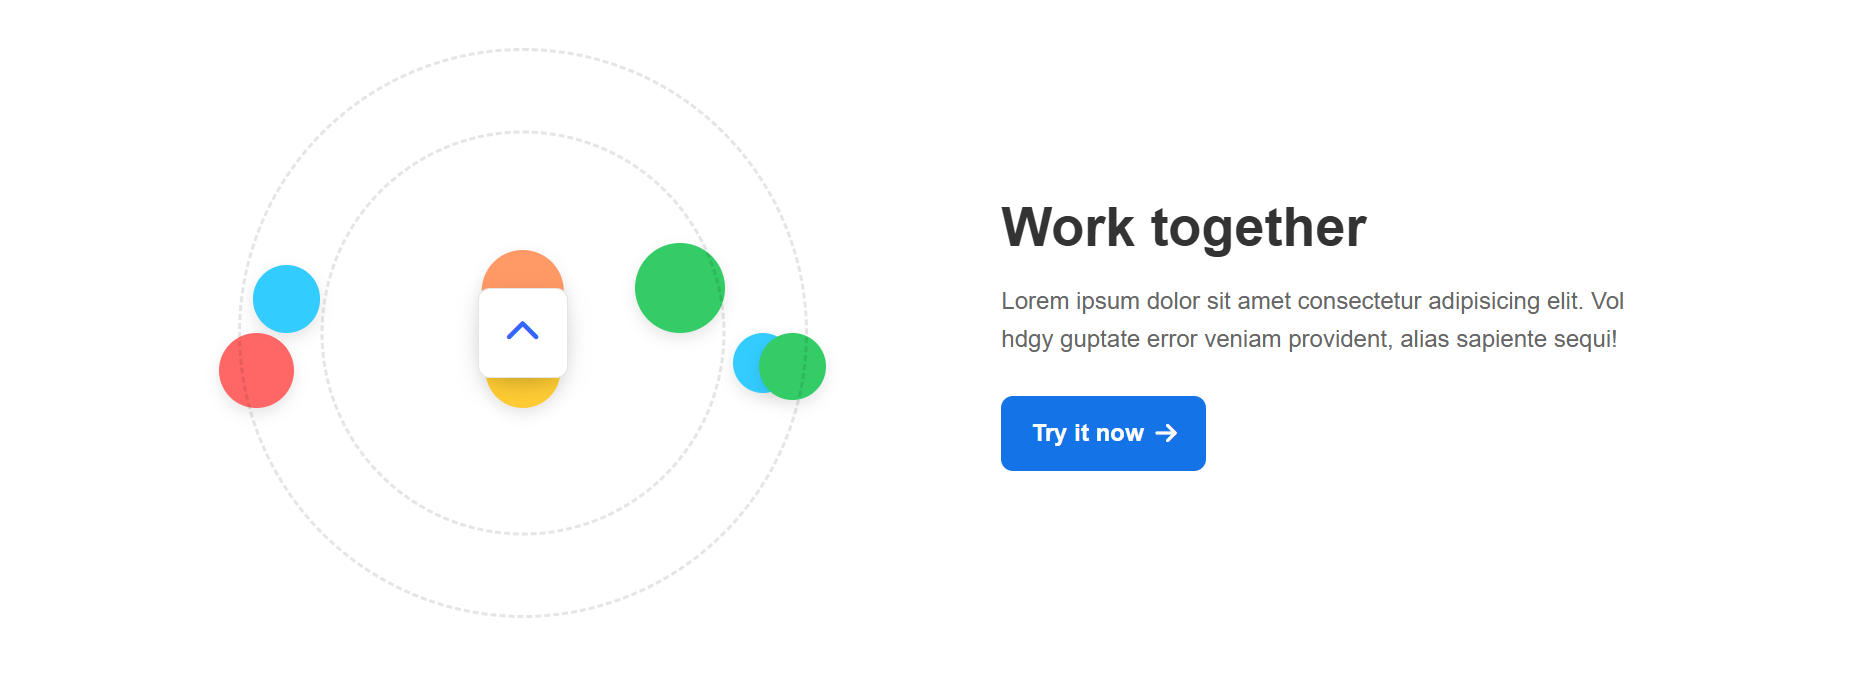 Work together
Lorem ipsum dolor sit amet consectetur adipisicing elit. Vol
hdgy guptate error veniam provident, alias sapiente sequi!
Try it now →